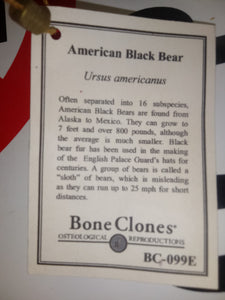 American Black Bear
Ursus americanus
Often separated into 16 subspecies,
American Black Bears are found from
Alaska to Mexico. They can grow to
7 feet and over 800 pounds, although
the average is much smaller. Black
bear fur has been used in the making
of the English Palace Guard's hats for
centuries. A group of bears is called a
"sloth" of bears, which is misleading
as they can run up to 25 mph for short
distances.
Bone Clones®
OSTEOLOGICAL REPRODUCTIONS
BC-099E